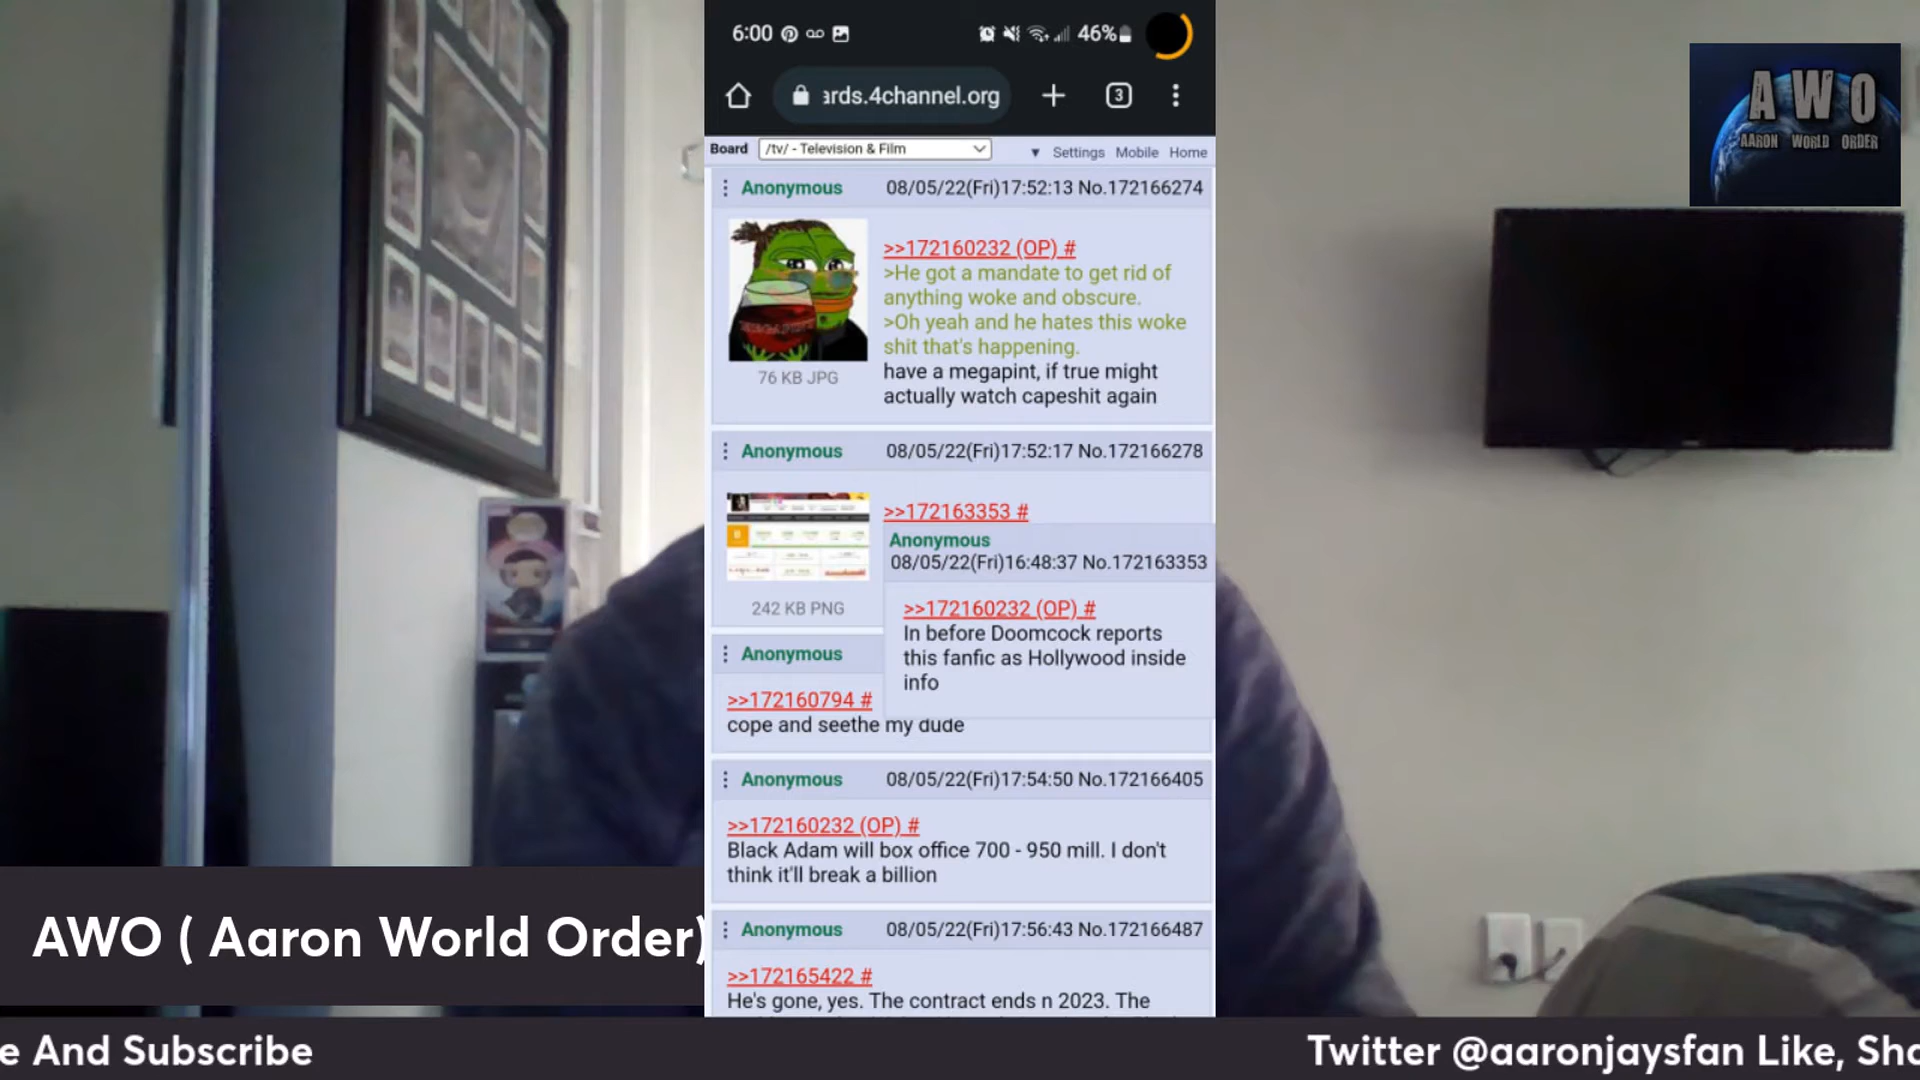 6:00
46%
ards.4channel.org
3
Board
/tv/ - Television & Film
▼ Settings Mobile Home
Anonymous 08/05/22(Fri)17:52:13 No.172166274
>>172160232 (OP) #
>He got a mandate to get rid of
anything woke and obscure.
>Oh yeah and he hates this woke
shit that's happening.
have a megapint, if true might
actually watch capeshit again
76 KB JPG
Anonymous 08/05/22(Fri)17:52:17 No.172166278
>>172163353 #
242 KB PNG
Anonymous
08/05/22(Fri)16:48:37 No.172163353
>>172160232 (OP) #
In before Doomcock reports
this fanfic as Hollywood inside
info
Anonymous
>>172160794 #
cope and seethe my dude
Anonymous 08/05/22(Fri)17:54:50 No.172166405
>>172160232 (OP) #
Black Adam will box office 700 - 950 mill. I don't
think it'll break a billion
Anonymous 08/05/22(Fri)17:56:43 No.172166487
>>172165422 #
He's gone, yes. The contract ends n 2023. The
AWO
AARON WORLD ORDER
AWO ( Aaron World Order)
e And Subscribe
Twitter @aaronjaysfan Like, Sha